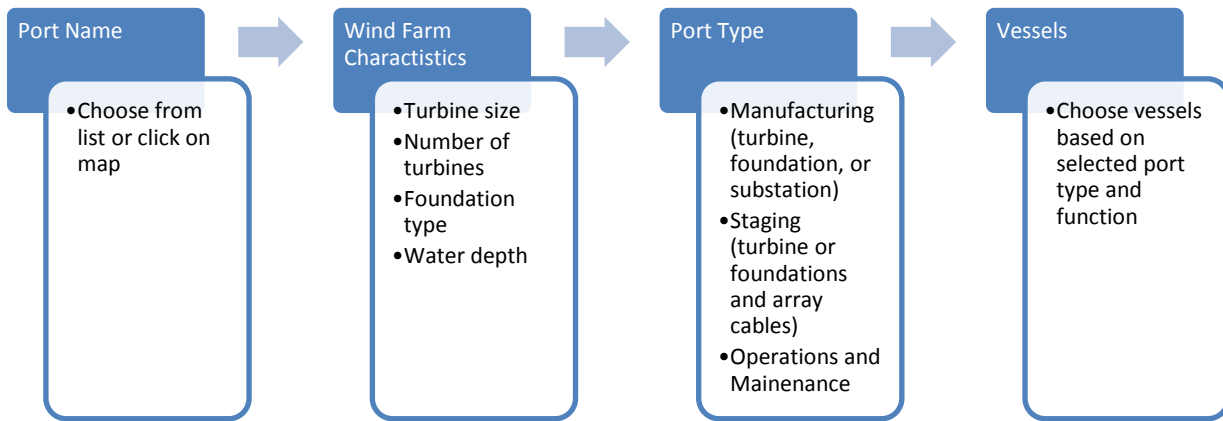 Port Name
•Choose from
list or click on
map
Wind Farm
Charactistics
•Turbine size
•Number of
turbines
•Foundation
type
•Water depth
Port Type
•Manufacturing
(turbine,
foundation, or
substation)
•Staging
(turbine or
foundations
and array
cables)
•Operations and
Mainenance
Vessels
•Choose vessels
based on
selected port
type and
function